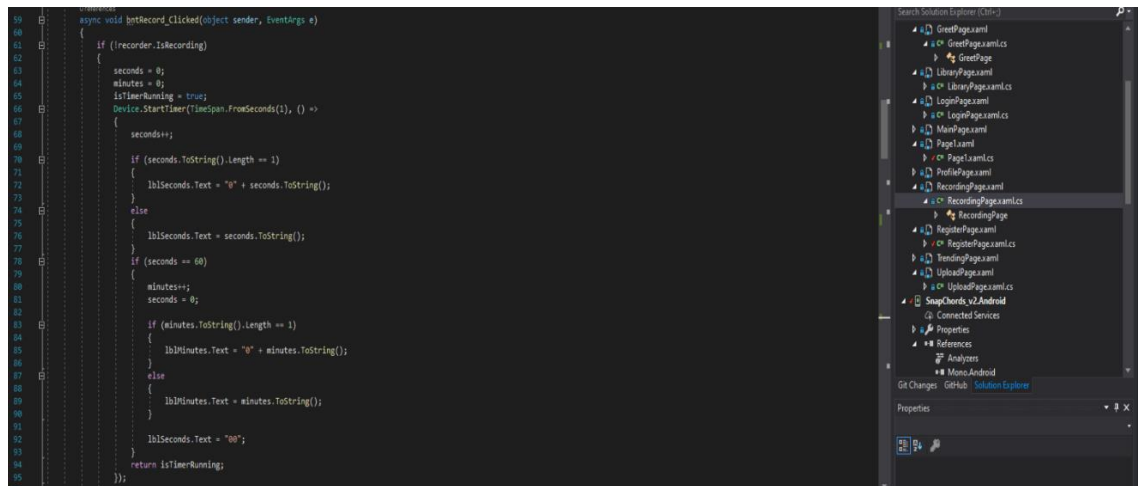 0 references
59 async void bntRecord_Clicked(object sender, EventArgs e)
60 {
61 if (!recorder.IsRecording)
62 {
63 seconds = 0;
64 minutes = 0;
65 isTimerRunning = true;
66 Device.StartTimer(TimeSpan.FromSeconds(1), () =>
67 {
68 seconds++;
69
70 if (seconds.ToString().Length == 1)
71 {
72 lblSeconds.Text = "0" + seconds.ToString();
73 }
74 else
75 {
76 lblSeconds.Text = seconds.ToString();
77 }
78 if (seconds == 60)
79 {
80 minutes++;
81 seconds = 0;
82
83 if (minutes.ToString().Length == 1)
84 {
85 lblMinutes.Text = "0" + minutes.ToString();
86 }
87 else
88 {
89 lblMinutes.Text = minutes.ToString();
90 }
91
92 lblSeconds.Text = "00";
93 }
94 return isTimerRunning;
95 });
Search Solution Explorer (Ctrl+;)
GreetPage.xaml
C# GreetPage.xaml.cs
GreetPage
LibraryPage.xaml
C# LibraryPage.xaml.cs
LoginPage.xaml
C# LoginPage.xaml.cs
MainPage.xaml
Page1.xaml
C# Page1.xaml.cs
ProfilePage.xaml
RecordingPage.xaml
C# RecordingPage.xaml.cs
RecordingPage
RegisterPage.xaml
C# RegisterPage.xaml.cs
TrendingPage.xaml
UploadPage.xaml
C# UploadPage.xaml.cs
SnapChords_v2.Android
Connected Services
Properties
References
Analyzers
Mono.Android
Git Changes GitHub Solution Explorer
Properties